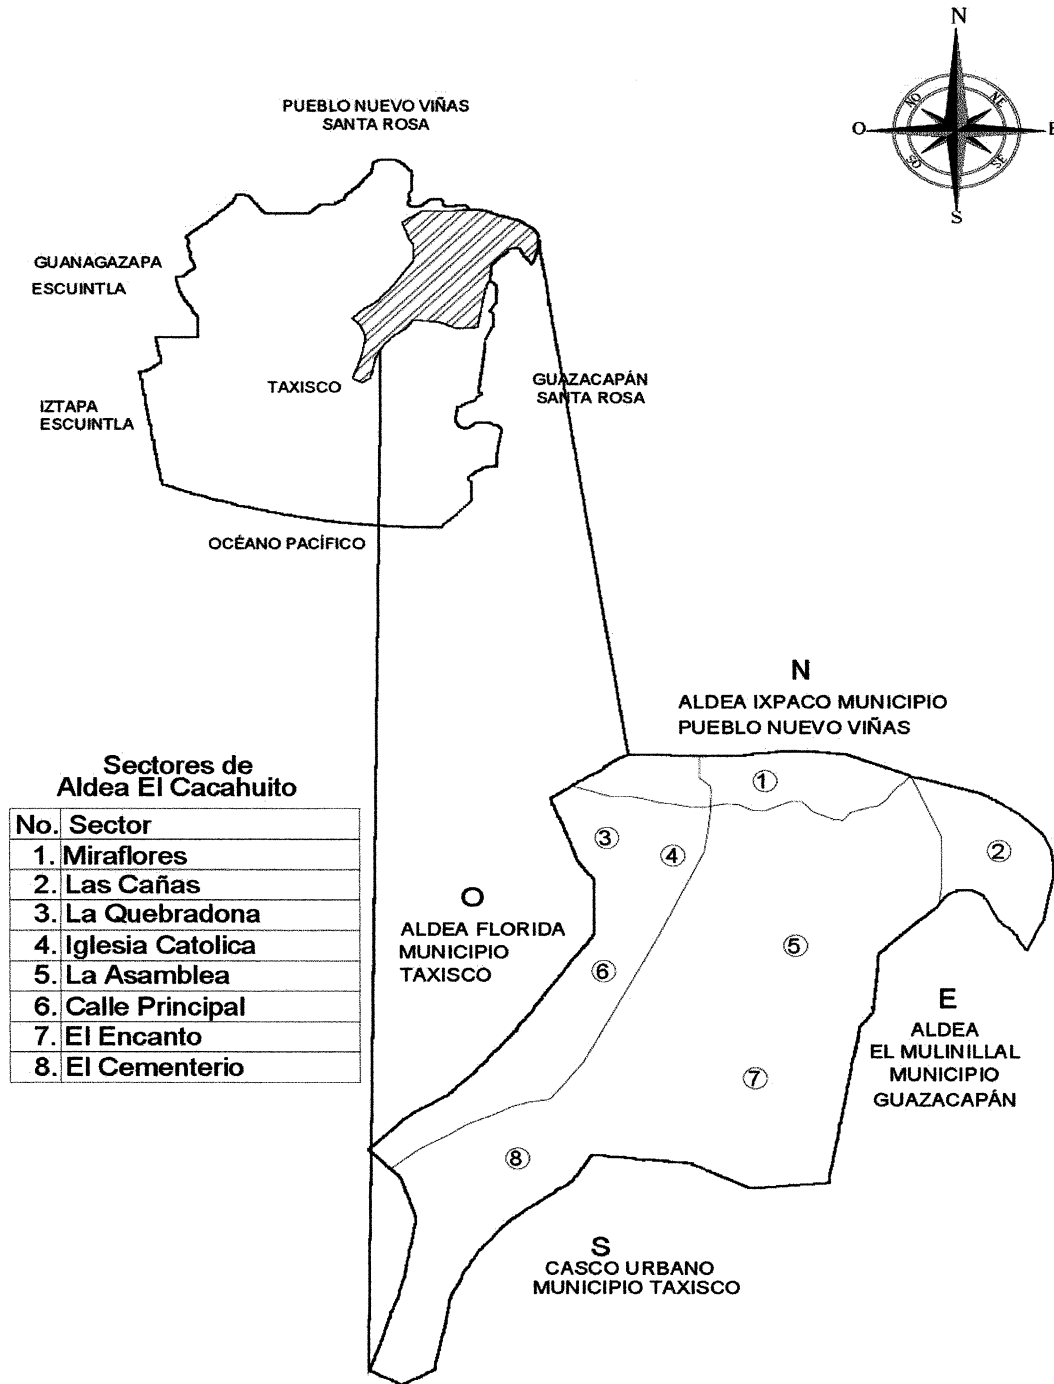 N
NO
NE
O
E
SO
SE
S
PUEBLO NUEVO VIÑAS
SANTA ROSA
GUANAGAZAPA
ESCUINTLA
TAXISCO
GUAZACAPÁN
SANTA ROSA
IZTAPA
ESCUINTLA
OCÉANO PACÍFICO
N
ALDEA IXPACO MUNICIPIO
PUEBLO NUEVO VIÑAS
Sectores de
Aldea El Cacahuito
No. Sector
1. Miraflores
2. Las Cañas
3. La Quebradona
4. Iglesia Catolica
5. La Asamblea
6. Calle Principal
7. El Encanto
8. El Cementerio
1
3
4
2
O
ALDEA FLORIDA
MUNICIPIO
TAXISCO
5
6
E
ALDEA
EL MULINILLAL
MUNICIPIO
GUAZACAPÁN
7
8
S
CASCO URBANO
MUNICIPIO TAXISCO